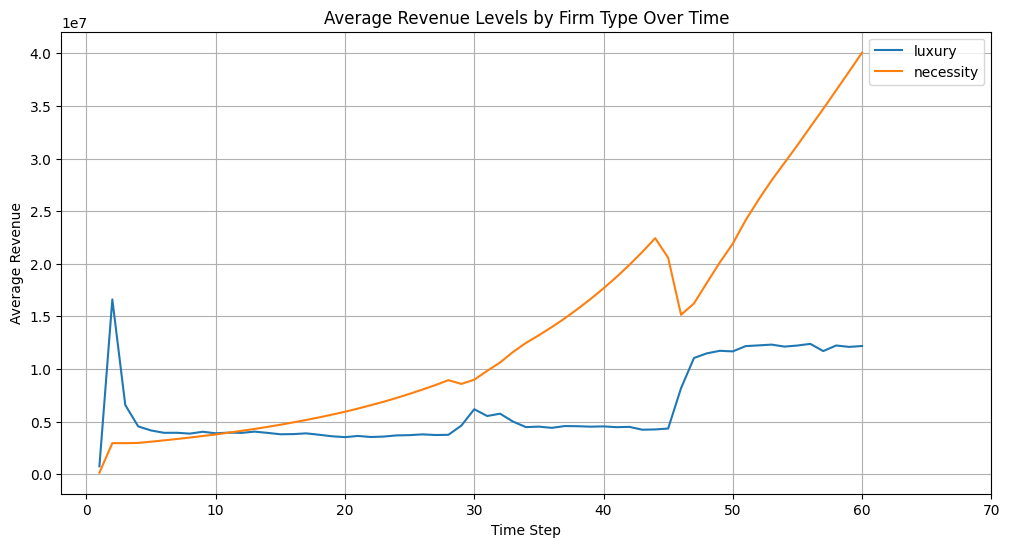 Average Revenue Levels by Firm Type Over Time
1e7
luxury
necessity
4.0
3.5
3.0
2.5
2.0
1.5
1.0
0.5
0.0
Average Revenue
0 10 20 30 40 50 60 70
Time Step